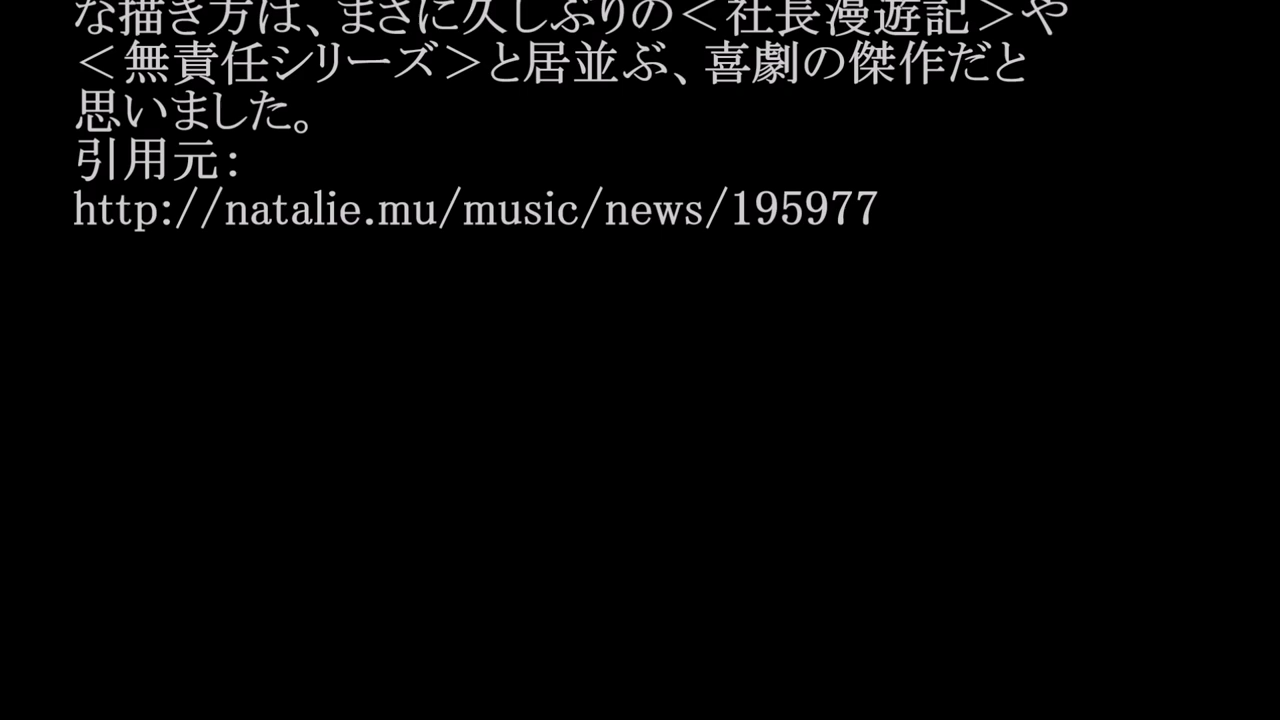 な描き方は、まさに久しぶりの＜社長漫遊記＞や
＜無責任シリーズ＞と居並ぶ、喜劇の傑作だと
思いました。
引用元：
http://natalie.mu/music/news/195977